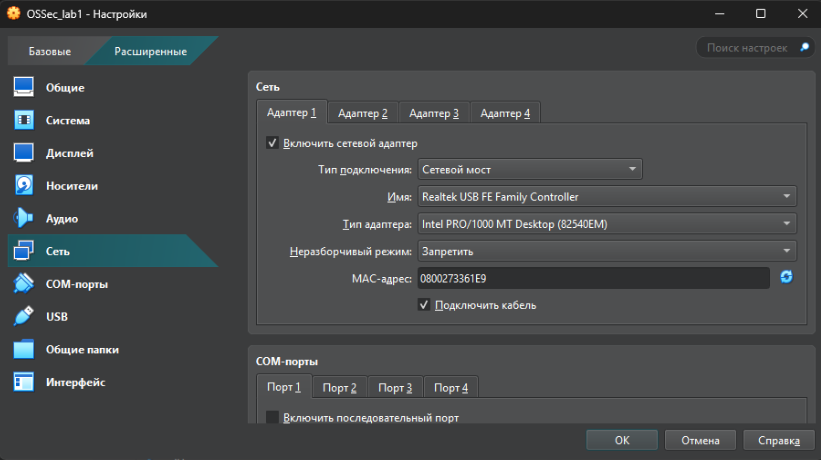 OSSec_lab1 - Настройки
Базовые
Расширенные
Поиск настроек
Общие
Система
Дисплей
Носители
Аудио
Сеть
COM-порты
USB
Общие папки
Интерфейс
Сеть
Адаптер 1
Адаптер 2
Адаптер 3
Адаптер 4
Включить сетевой адаптер
Тип подключения: Сетевой мост
Имя: Realtek USB FE Family Controller
Тип адаптера: Intel PRO/1000 MT Desktop (82540EM)
Неразборчивый режим: Запретить
MAC-адрес: 0800273361E9
Подключить кабель
COM-порты
Порт 1
Порт 2
Порт 3
Порт 4
Включить последовательный порт
OK
Отмена
Справка